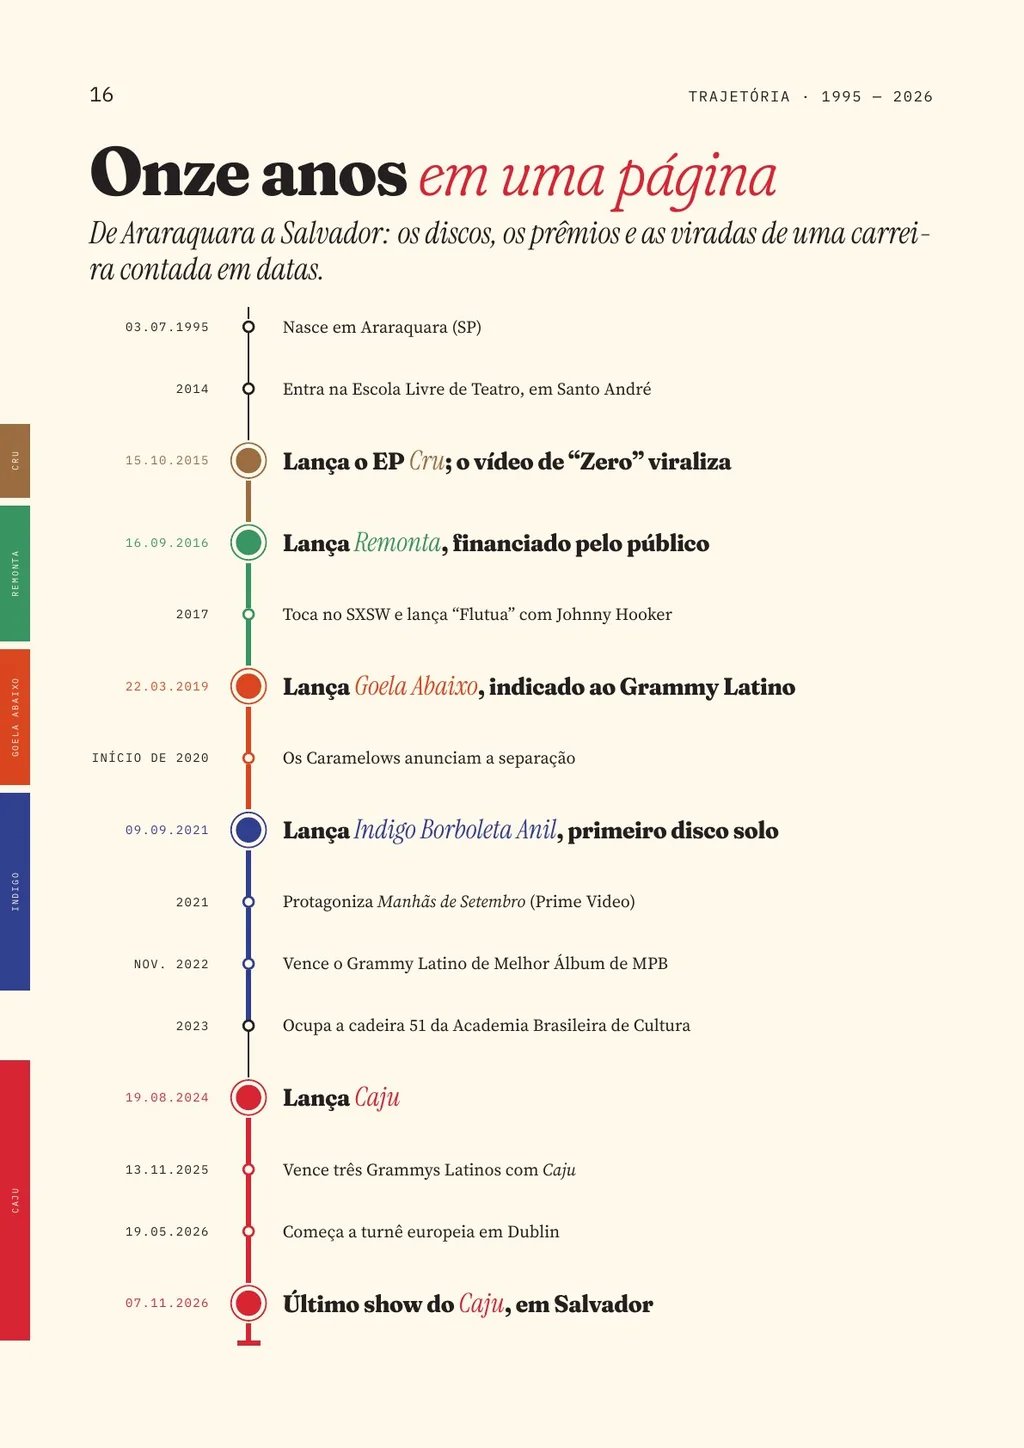 16
TRAJETÓRIA · 1995 — 2026
Onze anos em uma página
De Araraquara a Salvador: os discos, os prêmios e as viradas de uma carrei-
ra contada em datas.
03.07.1995 Nasce em Araraquara (SP)
2014 Entra na Escola Livre de Teatro, em Santo André
CRU
15.10.2015 Lança o EP Cru; o vídeo de “Zero” viraliza
16.09.2016 Lança Remonta, financiado pelo público
REMONTA
2017 Toca no SXSW e lança “Flutua” com Johnny Hooker
22.03.2019 Lança Goela Abaixo, indicado ao Grammy Latino
GOELA ABAIXO
INÍCIO DE 2020 Os Caramelows anunciam a separação
09.09.2021 Lança Indigo Borboleta Anil, primeiro disco solo
INDIGO
2021 Protagoniza Manhãs de Setembro (Prime Video)
NOV. 2022 Vence o Grammy Latino de Melhor Álbum de MPB
2023 Ocupa a cadeira 51 da Academia Brasileira de Cultura
19.08.2024 Lança Caju
13.11.2025 Vence três Grammys Latinos com Caju
CAJU
19.05.2026 Começa a turnê europeia em Dublin
07.11.2026 Último show do Caju, em Salvador